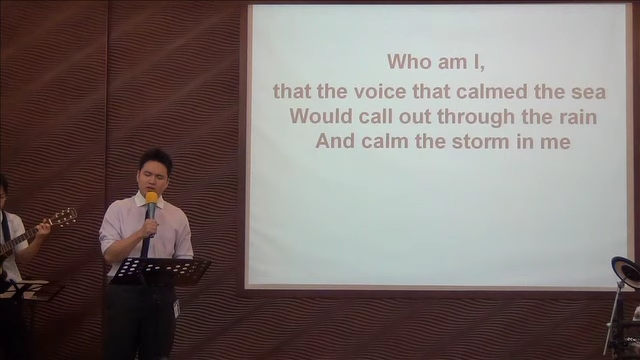 Who am I,
that the voice that calmed the sea
Would call out through the rain
And calm the storm in me